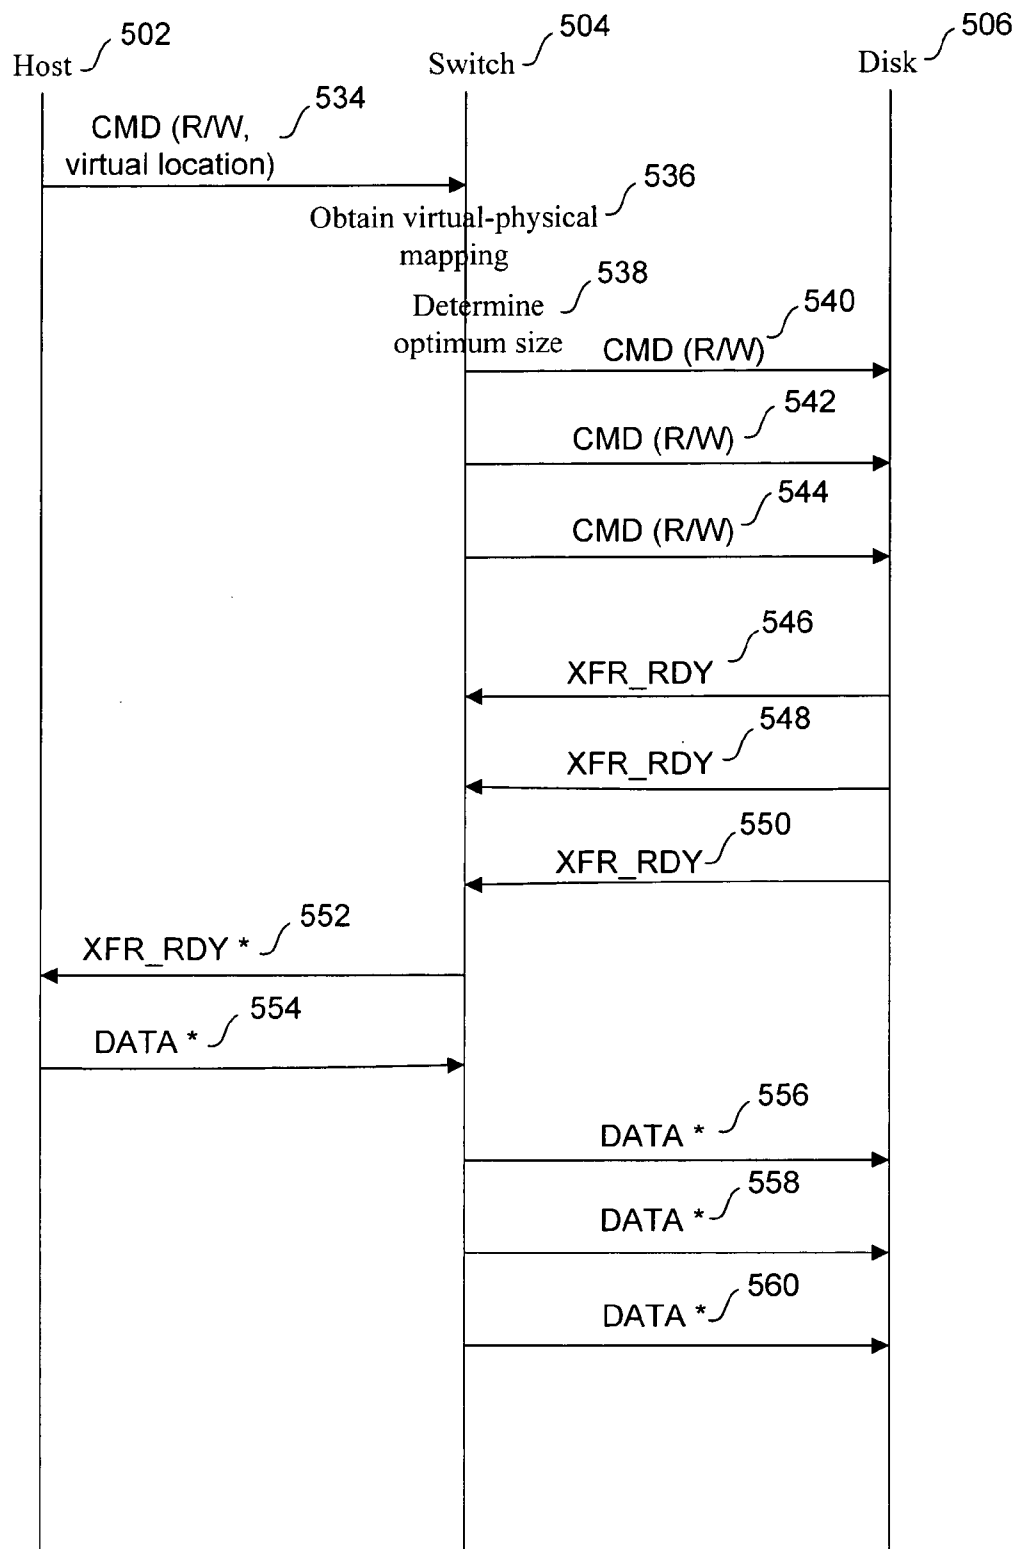 502
504
506
Host
Switch
Disk
534
CMD (R/W,
virtual location)
536
Obtain virtual-physical
mapping
538
Determine
optimum size
540
CMD (R/W)
542
CMD (R/W)
544
CMD (R/W)
546
XFR_RDY
548
XFR_RDY
550
XFR_RDY
552
XFR_RDY *
554
DATA *
556
DATA *
558
DATA *
560
DATA *